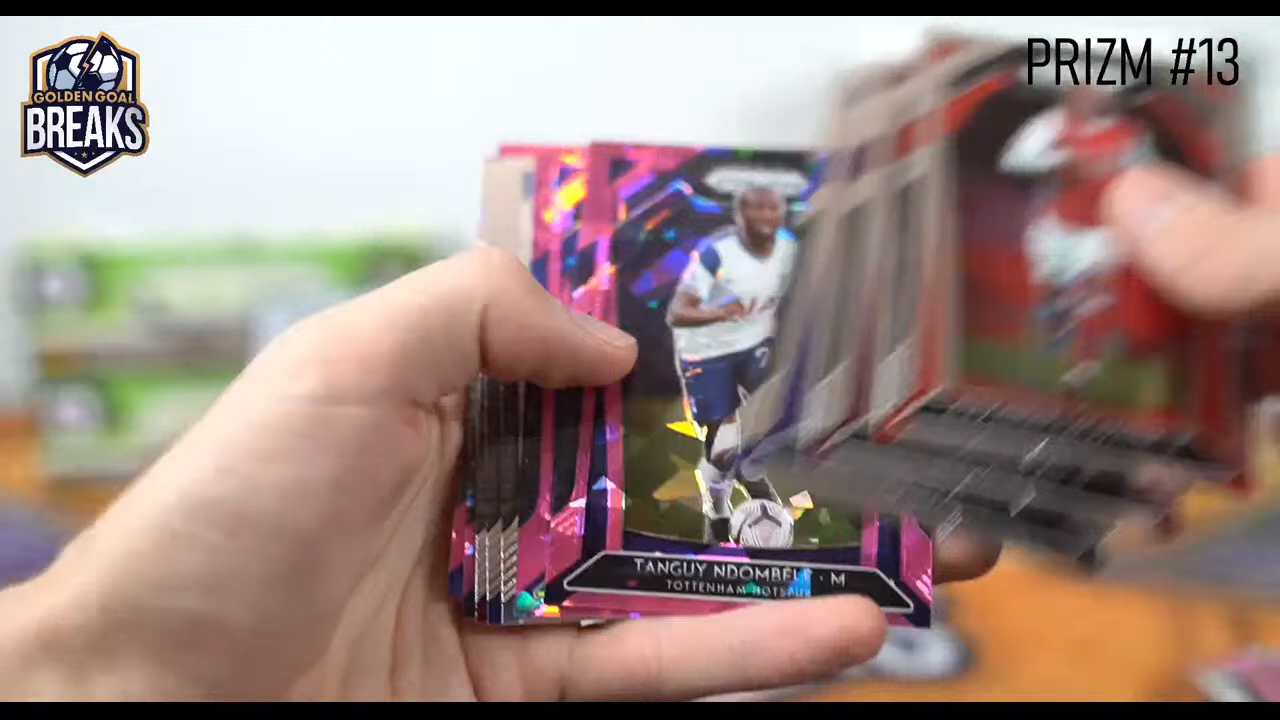 GOLDEN GOAL
BREAKS
PRIZM #13
TANGUY NDOMBELE · M
TOTTENHAM HOTSPUR